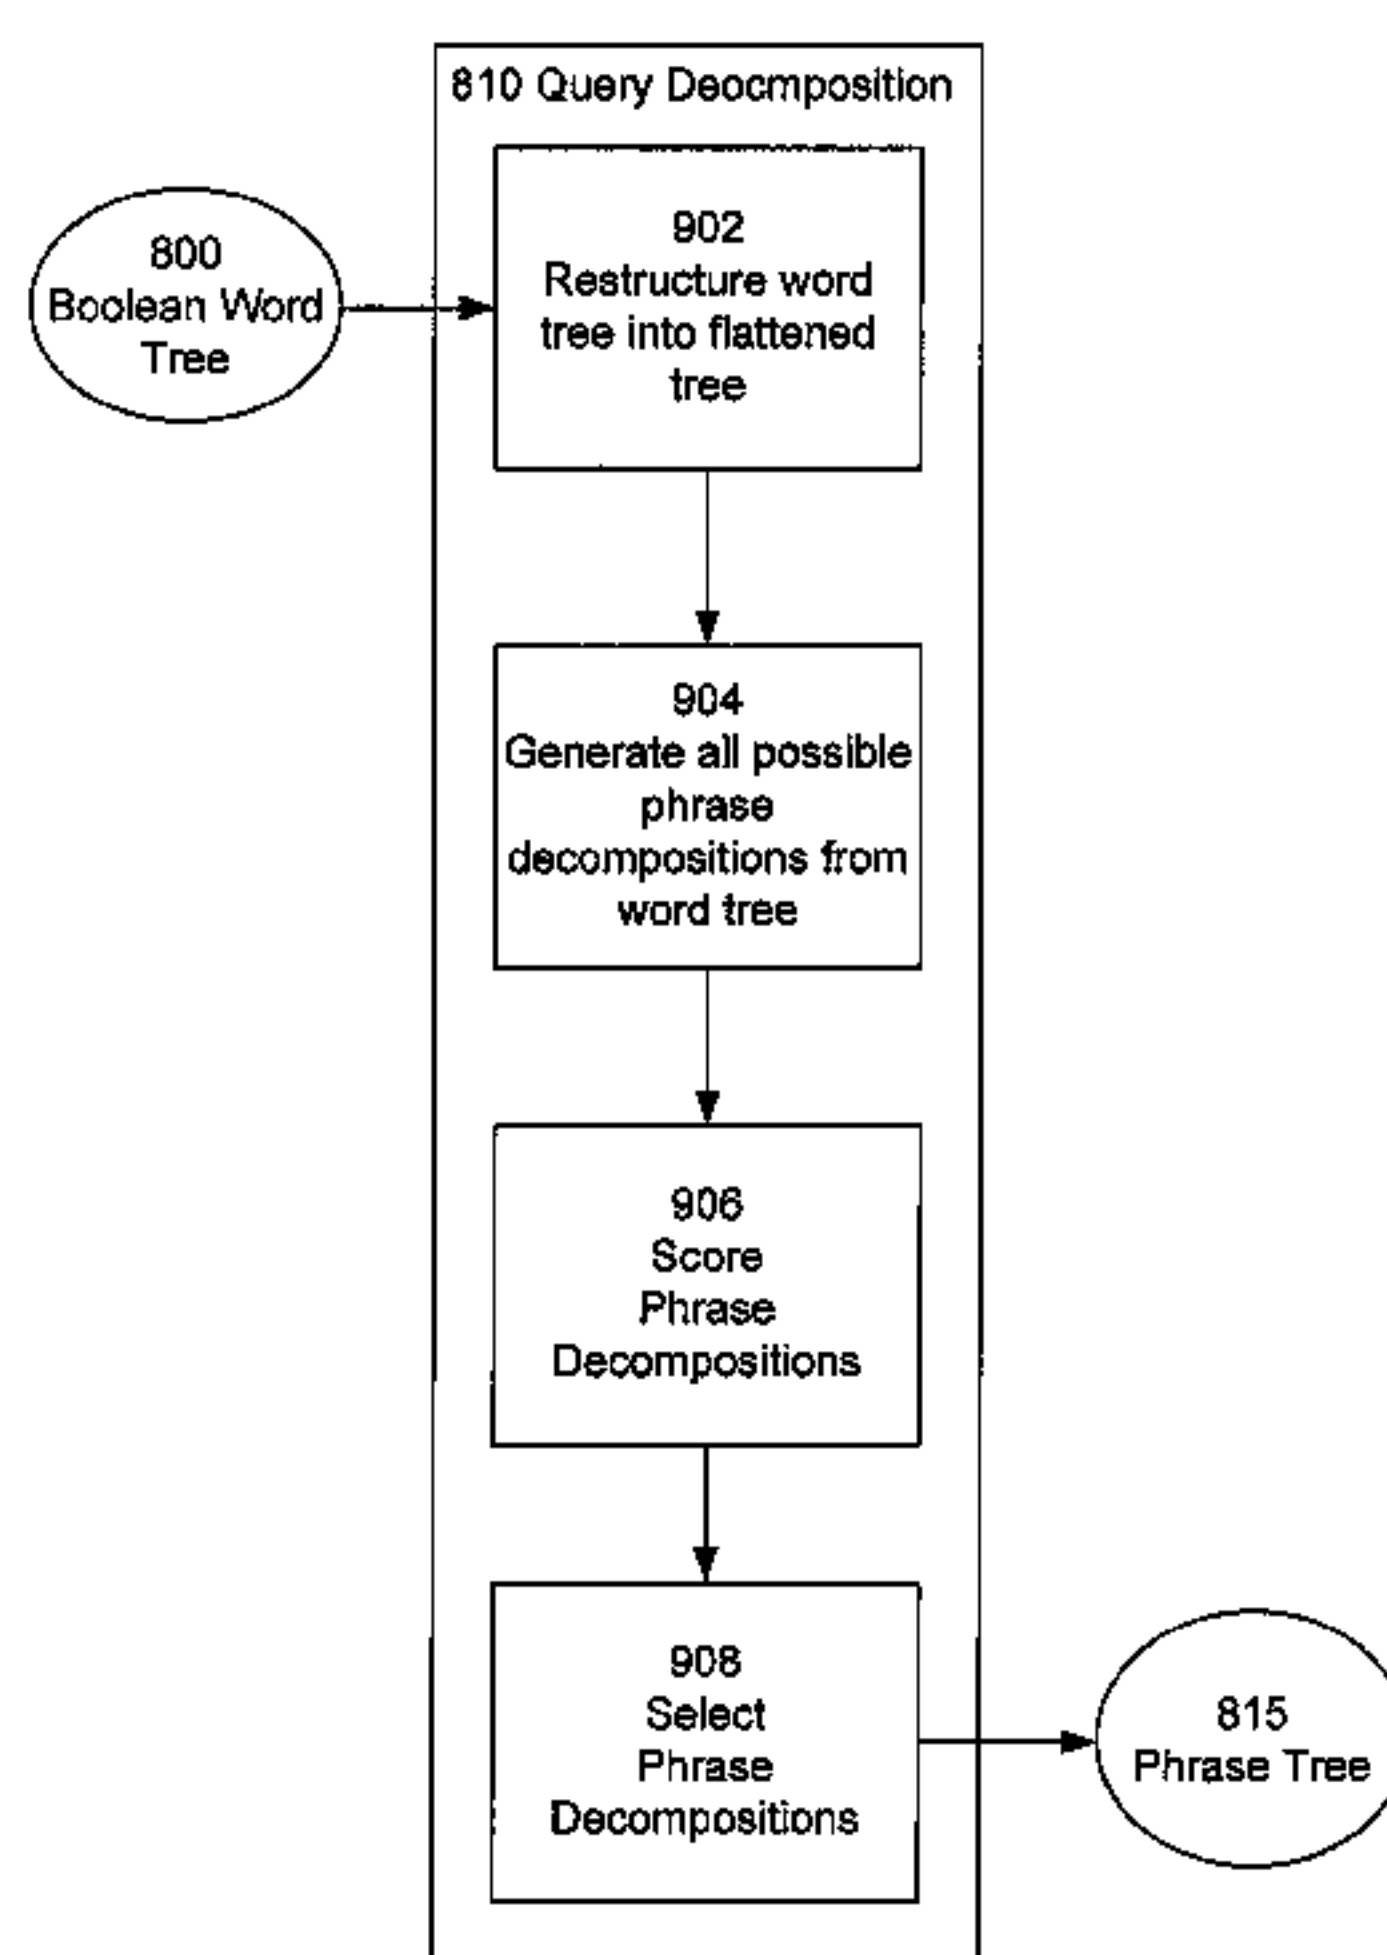 810 Query Deocmposition
800
Boolean Word
Tree
902
Restructure word
tree into flattened
tree
904
Generate all possible
phrase
decompositions from
word tree
906
Score
Phrase
Decompositions
908
Select
Phrase
Decompositions
815
Phrase Tree